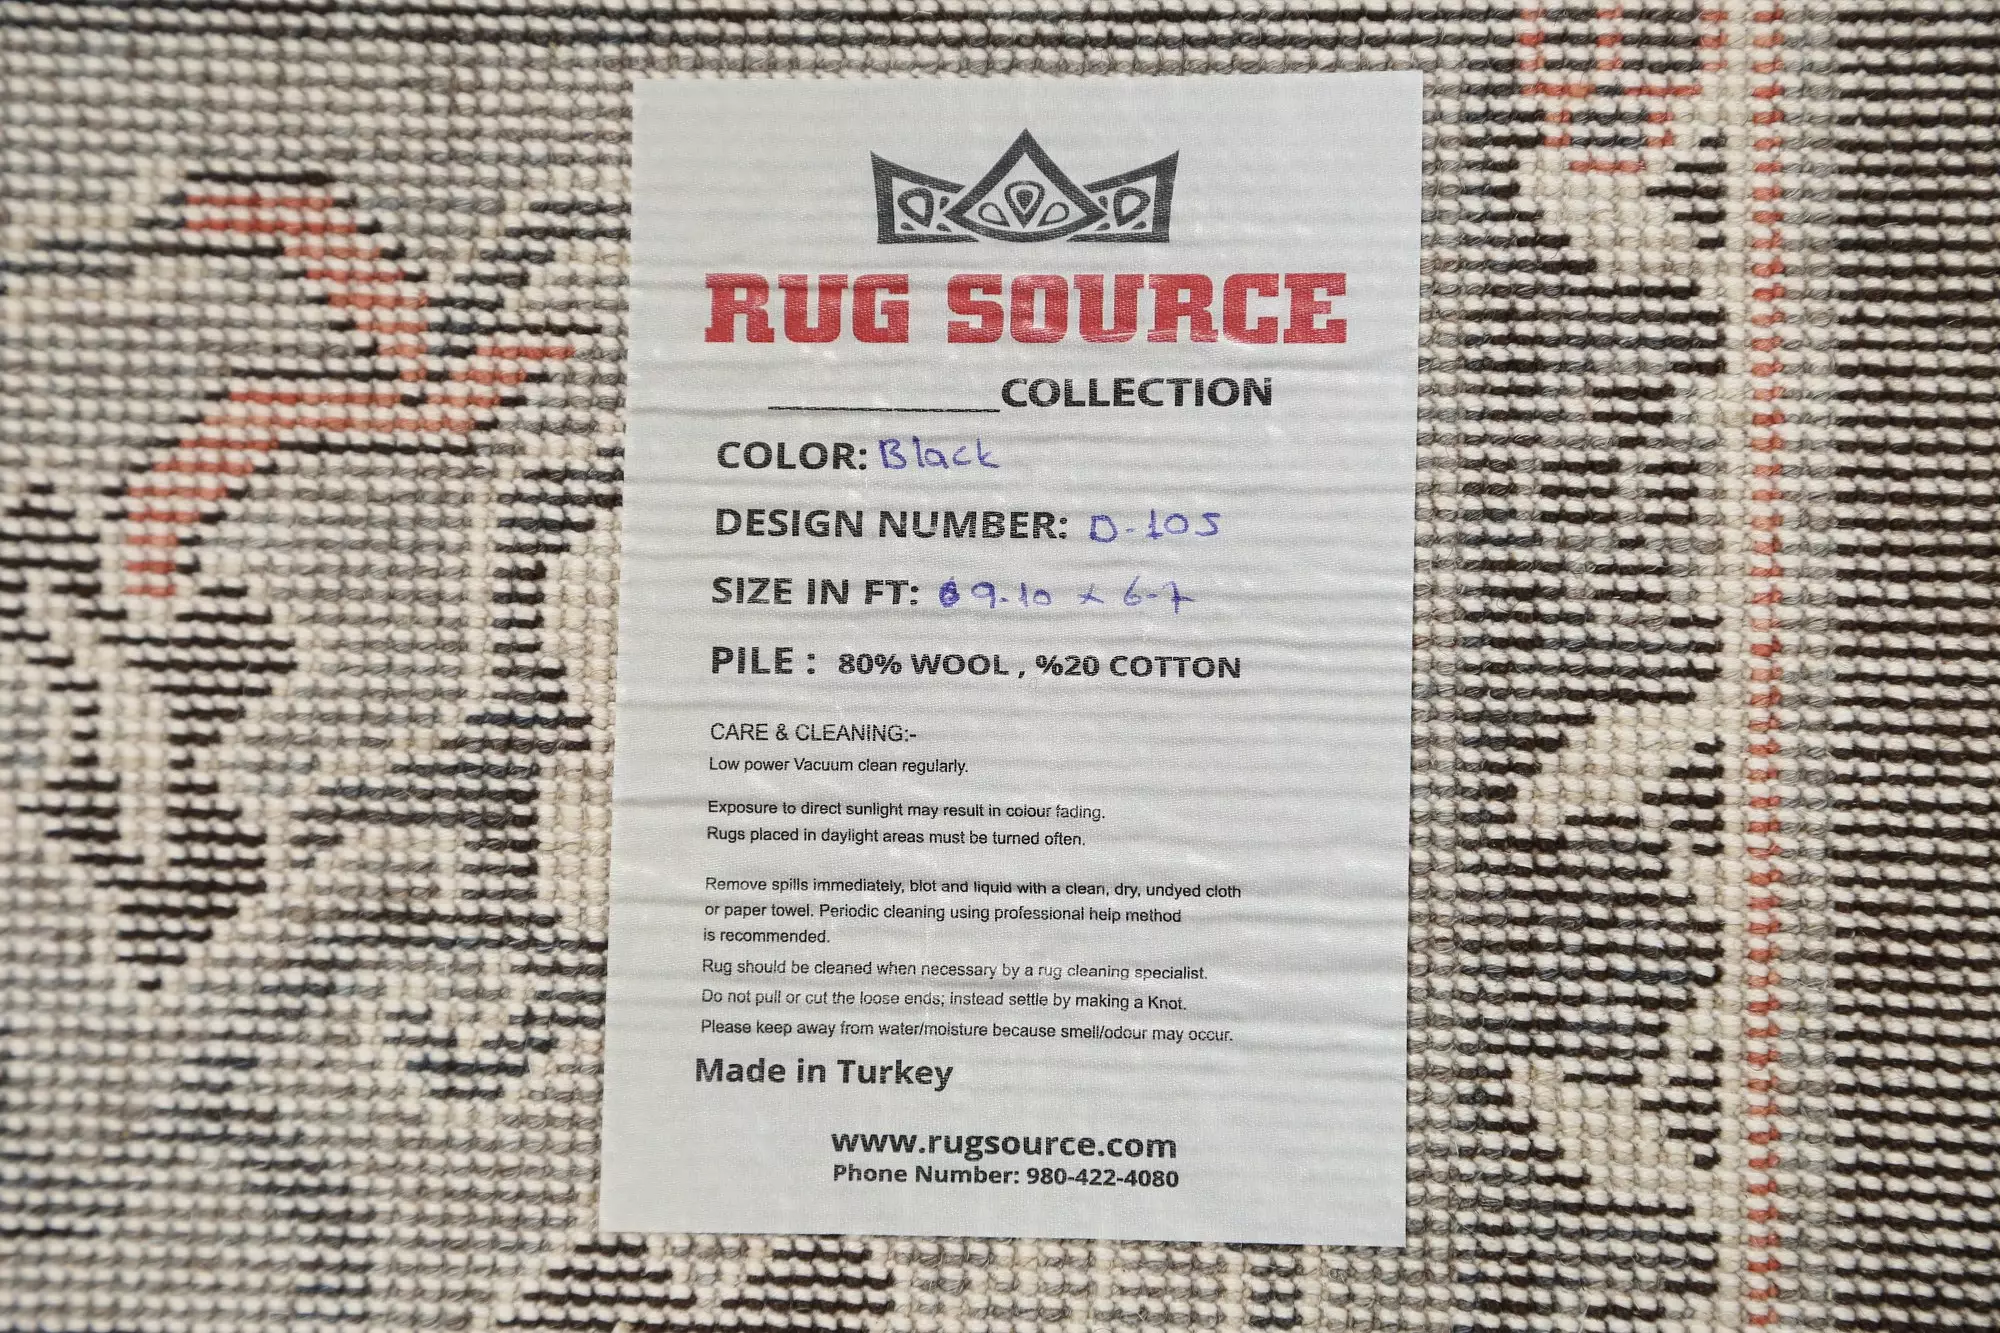 RUG SOURCE
__________COLLECTION
COLOR: Black
DESIGN NUMBER: D-105
SIZE IN FT: 9-10 x 6-7
PILE : 80% WOOL , %20 COTTON
CARE & CLEANING:-
Low power Vacuum clean regularly.
Exposure to direct sunlight may result in colour fading.
Rugs placed in daylight areas must be turned often.
Remove spills immediately, blot and liquid with a clean, dry, undyed cloth
or paper towel. Periodic cleaning using professional help method
is recommended.
Rug should be cleaned when necessary by a rug cleaning specialist.
Do not pull or cut the loose ends; instead settle by making a Knot.
Please keep away from water/moisture because smell/odour may occur.
Made in Turkey
www.rugsource.com
Phone Number: 980-422-4080